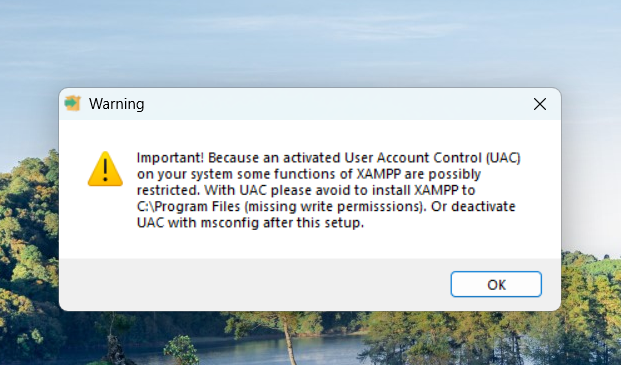 Warning
Important! Because an activated User Account Control (UAC)
on your system some functions of XAMPP are possibly
restricted. With UAC please avoid to install XAMPP to
C:\Program Files (missing write permisssions). Or deactivate
UAC with msconfig after this setup.
OK